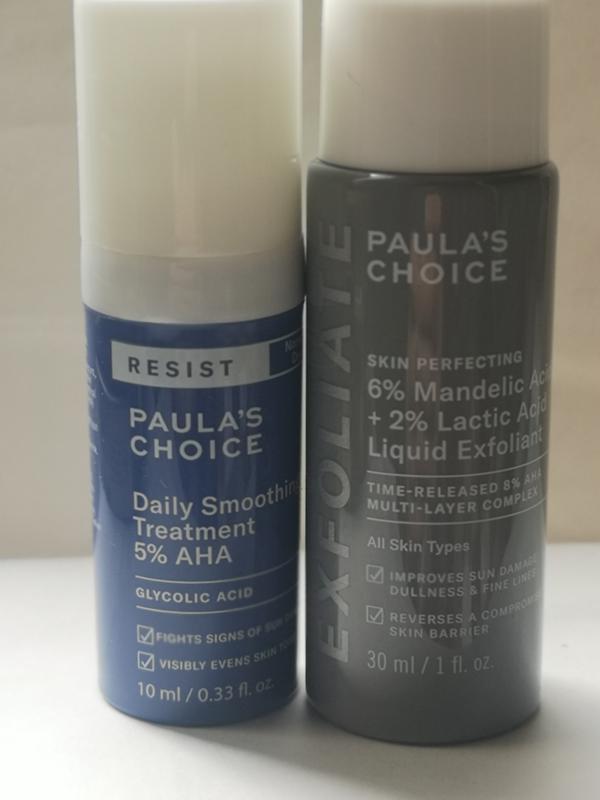 RESIST
PAULA'S
CHOICE
Daily Smoothing
Treatment
5% AHA
GLYCOLIC ACID
FIGHTS SIGNS OF SUN
VISIBLY EVENS SKIN
10 ml / 0.33 fl. oz.
EXFOLIATE
PAULA'S
CHOICE
SKIN PERFECTING
6% Mandelic Acid
+ 2% Lactic Acid
Liquid Exfoliant
TIME-RELEASED 8% AHA
MULTI-LAYER COMPLEX
All Skin Types
IMPROVES SUN DAMAGE,
DULLNESS & FINE LINES
REVERSES A COMPROMISED
SKIN BARRIER
30 ml / 1 fl. oz.